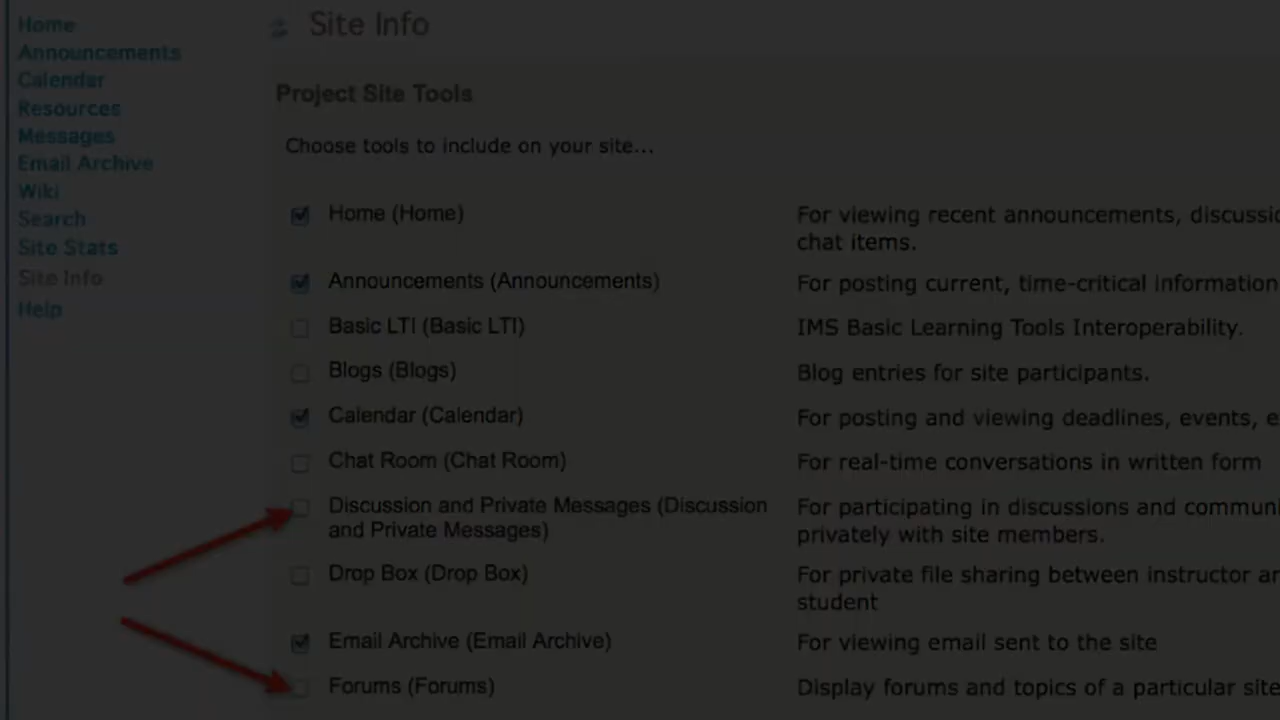 Home
Announcements
Calendar
Resources
Messages
Email Archive
Wiki
Search
Site Stats
Site Info
Help
Site Info
Project Site Tools
Choose tools to include on your site...
Home (Home)
For viewing recent announcements,
chat items.
Announcements (Announcements)
For posting current, time-critical information
Basic LTI (Basic LTI)
IMS Basic Learning Tools Interoperability.
Blogs (Blogs)
Blog entries for site participants.
Calendar (Calendar)
For posting and viewing deadlines, events,
Chat Room (Chat Room)
For real-time conversations in written form
Discussion and Private Messages (Discussion
and Private Messages)
For participating in discussions and
privately with site members.
Drop Box (Drop Box)
For private file sharing between instructor
student
Email Archive (Email Archive)
For viewing email sent to the site
Forums (Forums)
Display forums and topics of a particular site